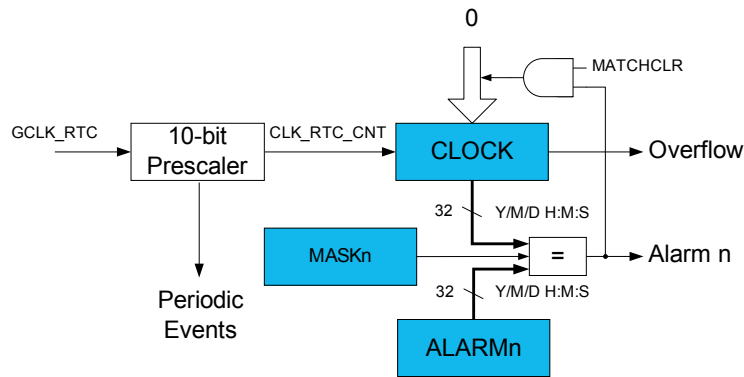 0
MATCHCLR
GCLK_RTC
10-bit
Prescaler
CLK_RTC_CNT
CLOCK
Overflow
32
Y/M/D H:M:S
MASKn
=
Alarm n
Periodic
Events
32
Y/M/D H:M:S
ALARMn